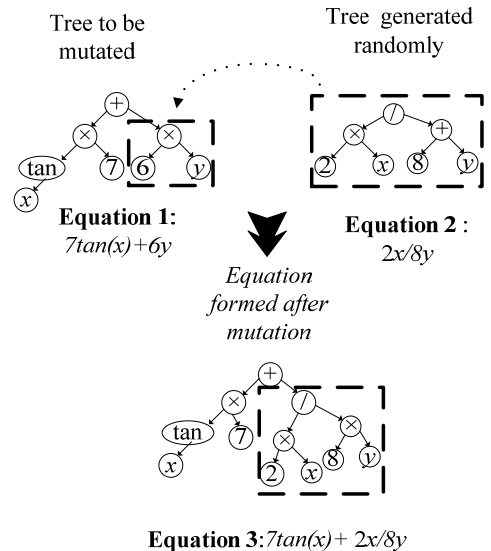 Tree to be
mutated
Tree generated
randomly
+
× ×
tan 7 6 y
x
/
× +
2 x 8 y
Equation 1:
7tan(x)+6y
Equation 2 :
2x/8y
Equation
formed after
mutation
+
× /
tan 7 × ×
x 2 x 8 y
Equation 3:7tan(x)+ 2x/8y